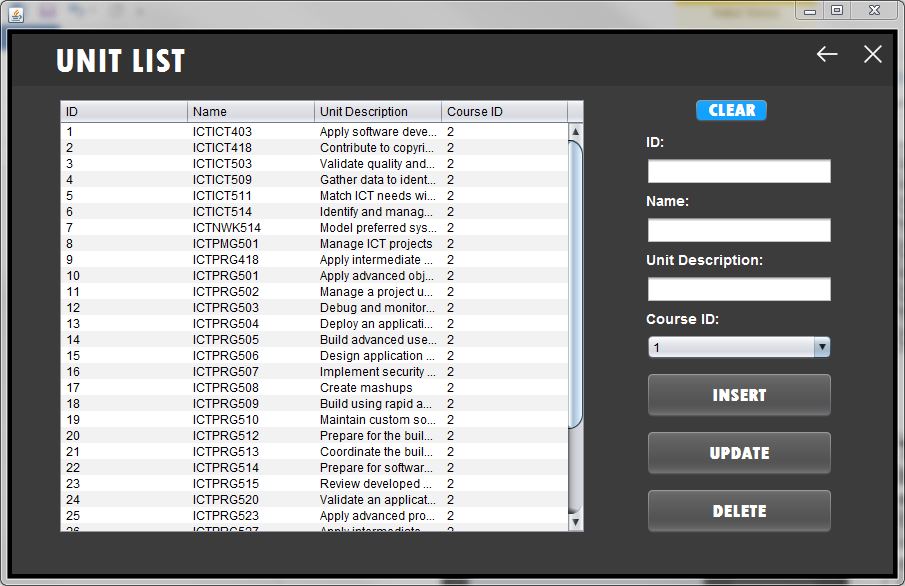 UNIT LIST
ID Name Unit Description Course ID
1 ICTICT403 Apply software deve... 2
2 ICTICT418 Contribute to copyri... 2
3 ICTICT503 Validate quality and... 2
4 ICTICT509 Gather data to ident... 2
5 ICTICT511 Match ICT needs wi... 2
6 ICTICT514 Identify and manag... 2
7 ICTNWK514 Model preferred sys... 2
8 ICTPMG501 Manage ICT projects 2
9 ICTPRG418 Apply intermediate ... 2
10 ICTPRG501 Apply advanced obj... 2
11 ICTPRG502 Manage a project u... 2
12 ICTPRG503 Debug and monitor... 2
13 ICTPRG504 Deploy an applicati... 2
14 ICTPRG505 Build advanced use... 2
15 ICTPRG506 Design application ... 2
16 ICTPRG507 Implement security ... 2
17 ICTPRG508 Create mashups 2
18 ICTPRG509 Build using rapid a... 2
19 ICTPRG510 Maintain custom so... 2
20 ICTPRG512 Prepare for the buil... 2
21 ICTPRG513 Coordinate the buil... 2
22 ICTPRG514 Prepare for softwar... 2
23 ICTPRG515 Review developed ... 2
24 ICTPRG520 Validate an applicat... 2
25 ICTPRG523 Apply advanced pro... 2
26 ICTPRG527 Apply intermediate ... 2
CLEAR
ID:
Name:
Unit Description:
Course ID:
1
INSERT
UPDATE
DELETE